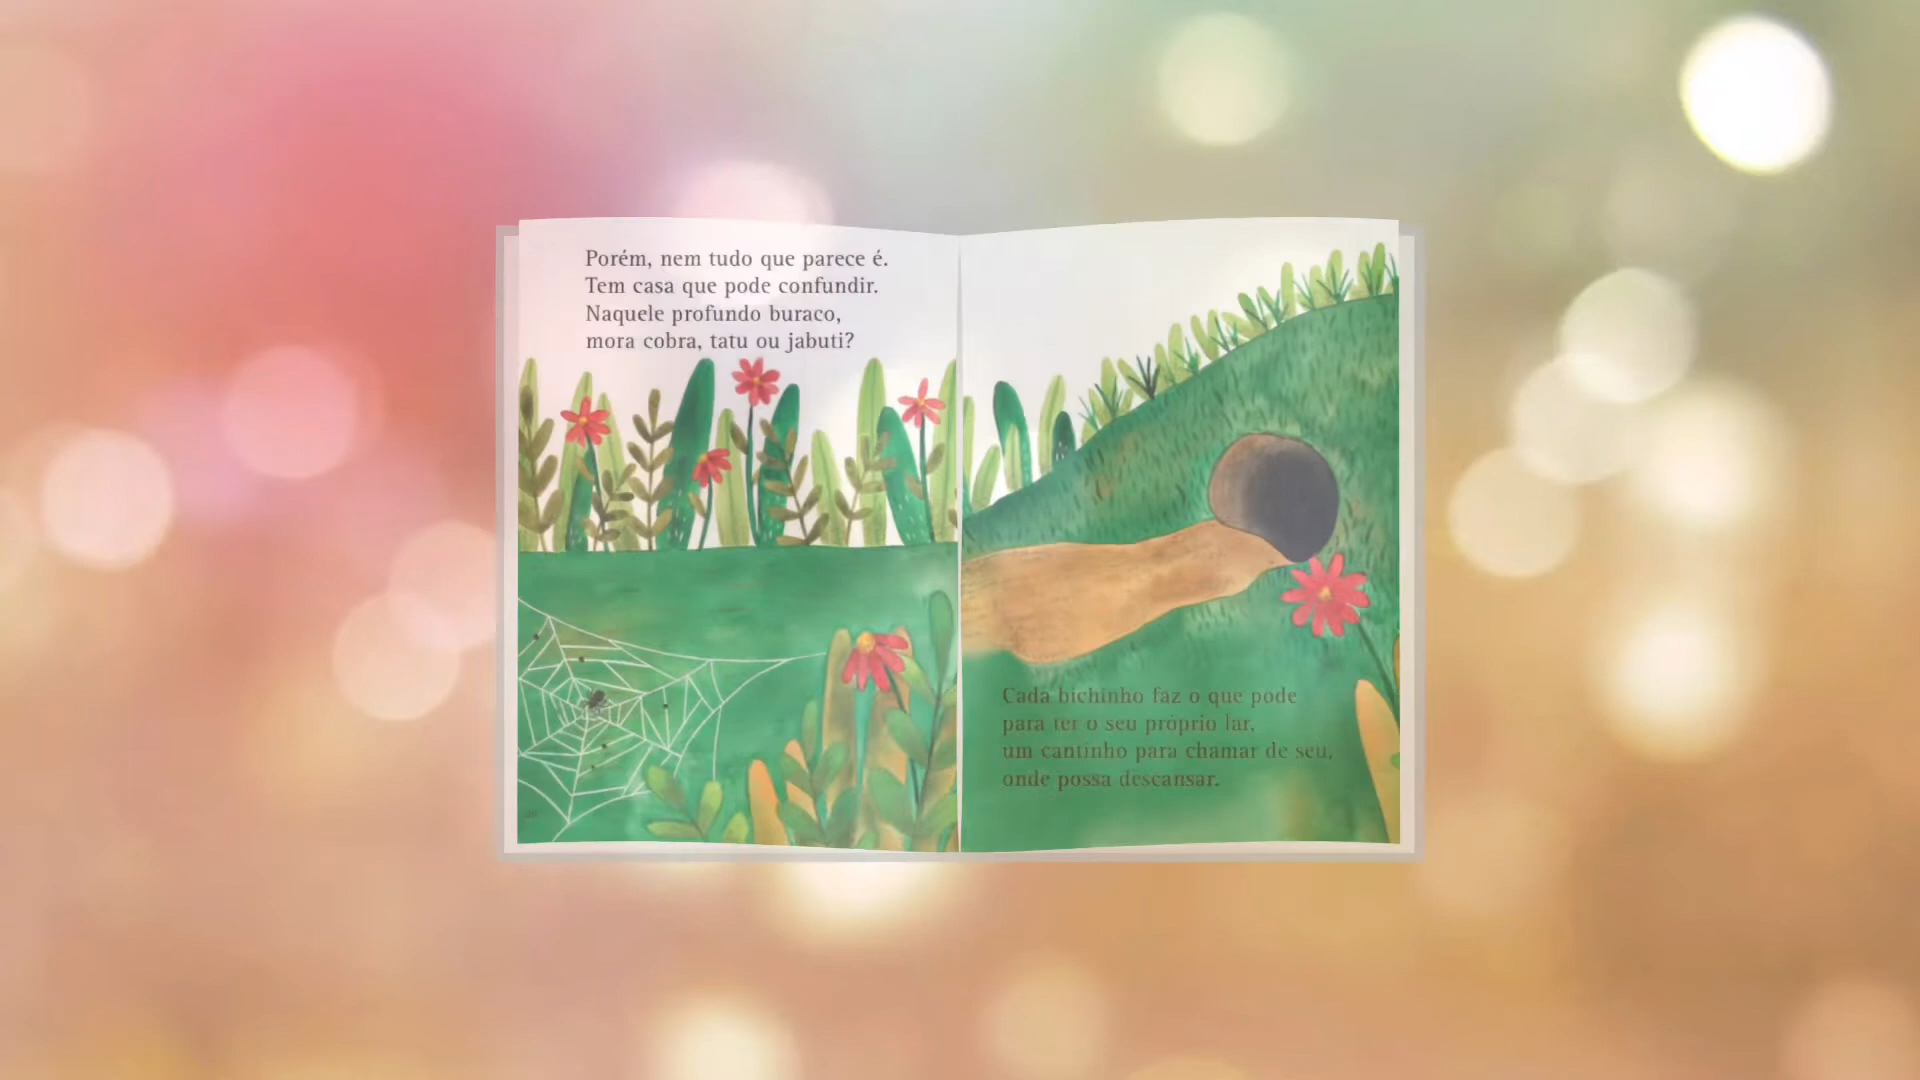 Porém, nem tudo que parece é.
Tem casa que pode confundir.
Naquele profundo buraco,
mora cobra, tatu ou jabuti?
Cada bichinho faz o que pode
para ter o seu próprio lar,
um cantinho para chamar de seu,
onde possa descansar.